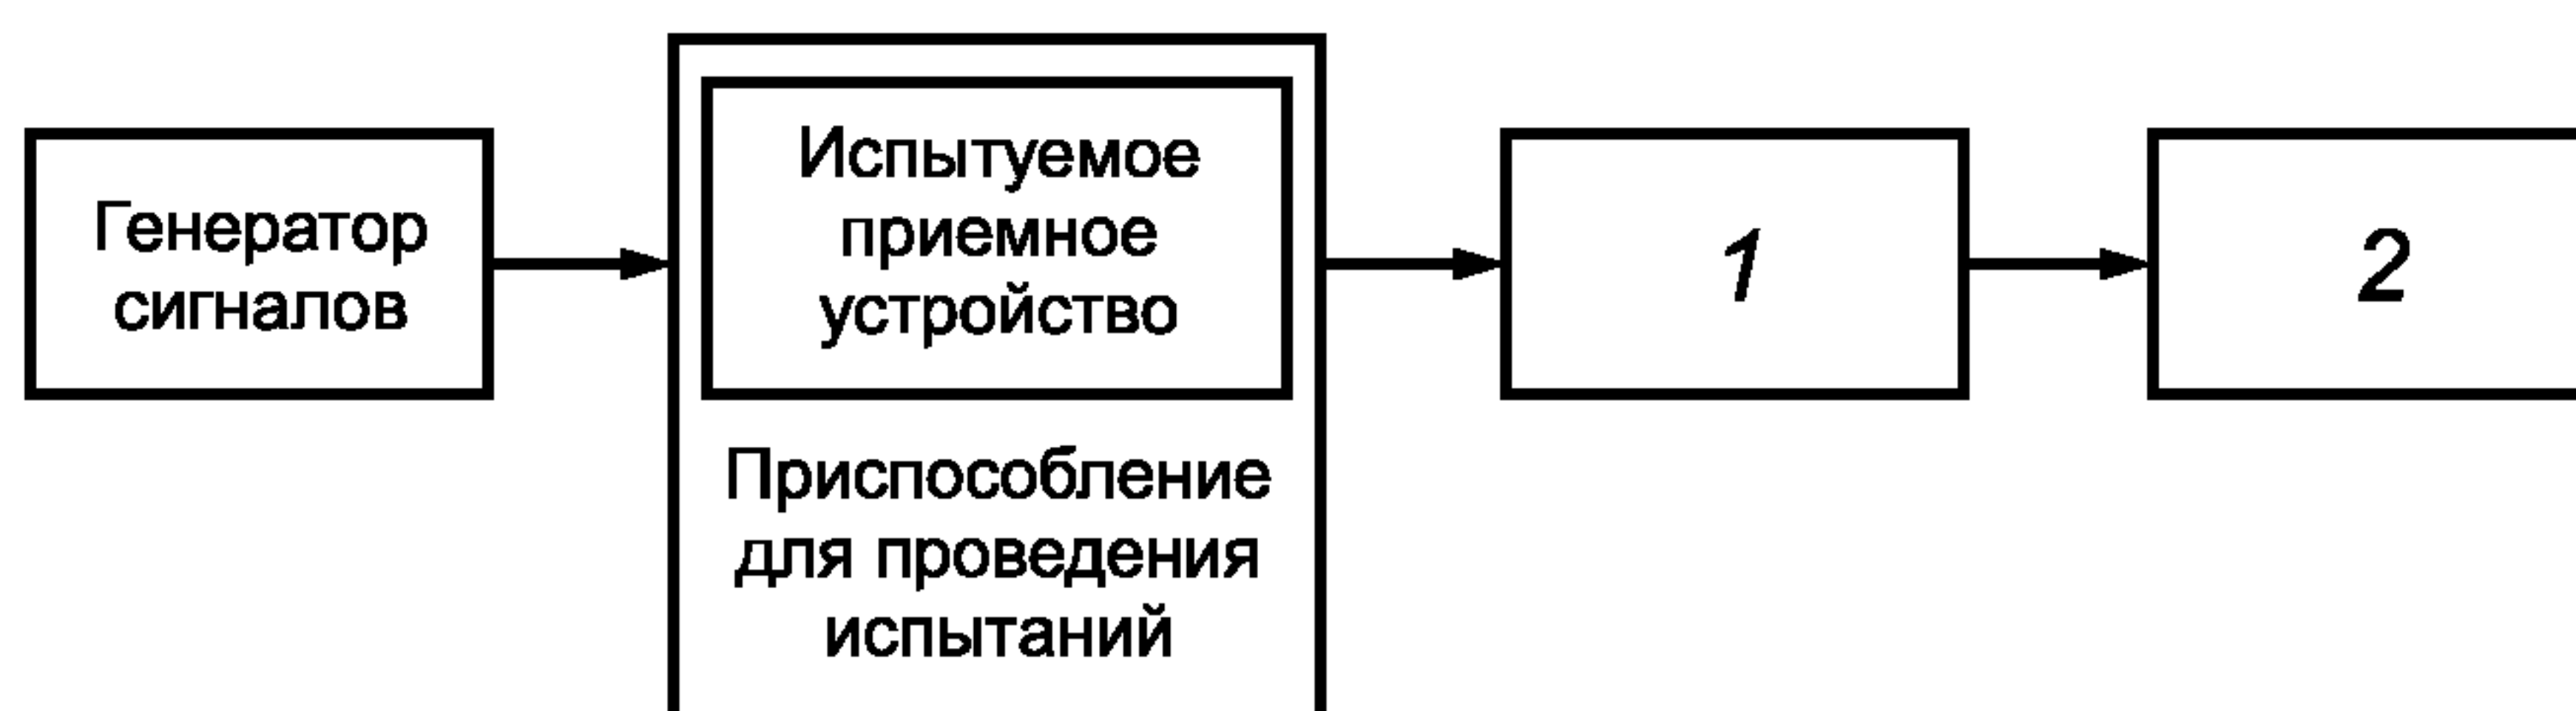 Генератор
сигналов
Испытуемое
приемное
устройство
Приспособление
для проведения
испытаний
1
2